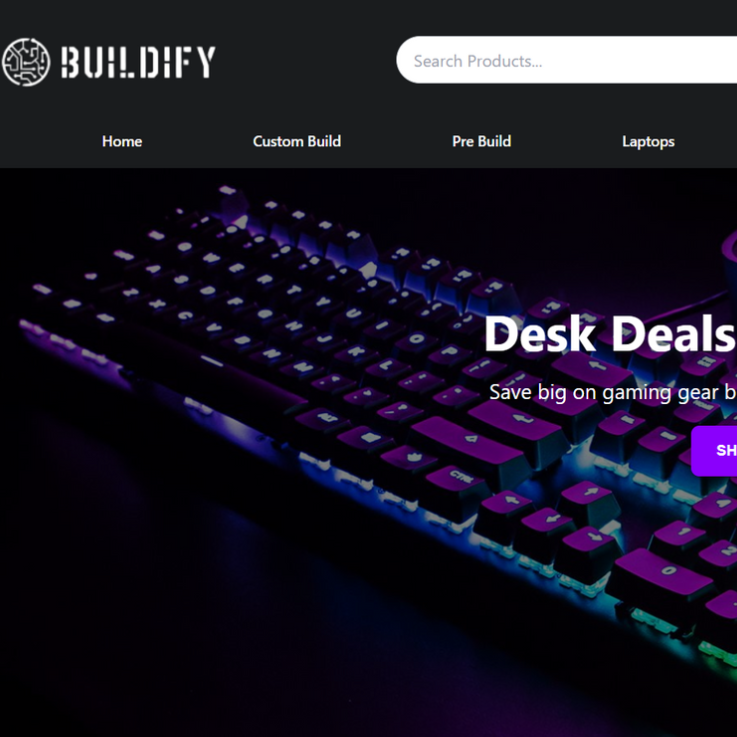 BUILDIFY
Search Products...
Home Custom Build Pre Build Laptops
Desk Deals
Save big on gaming gear b
SH